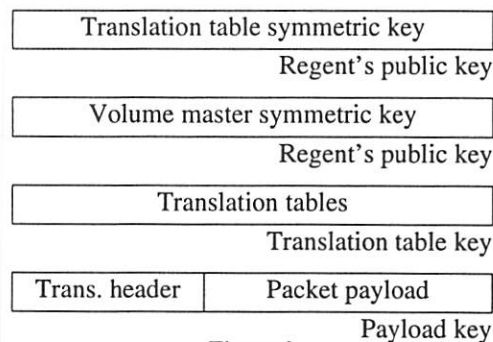 Translation table symmetric key
Regent's public key
Volume master symmetric key
Regent's public key
Translation tables
Translation table key
Trans. header Packet payload
Payload key